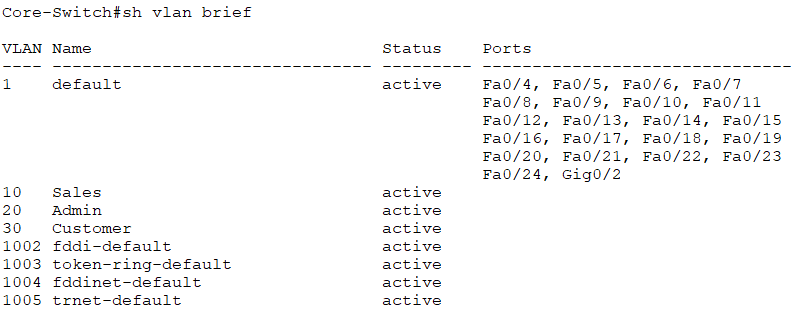 Core-Switch#sh vlan brief
VLAN Name                             Status    Ports
---- -------------------------------- --------- -------------------------------
1    default                          active    Fa0/4, Fa0/5, Fa0/6, Fa0/7
                                                Fa0/8, Fa0/9, Fa0/10, Fa0/11
                                                Fa0/12, Fa0/13, Fa0/14, Fa0/15
                                                Fa0/16, Fa0/17, Fa0/18, Fa0/19
                                                Fa0/20, Fa0/21, Fa0/22, Fa0/23
                                                Fa0/24, Gig0/2
10   Sales                            active
20   Admin                            active
30   Customer                         active
1002 fddi-default                     active
1003 token-ring-default               active
1004 fddinet-default                  active
1005 trnet-default                    active